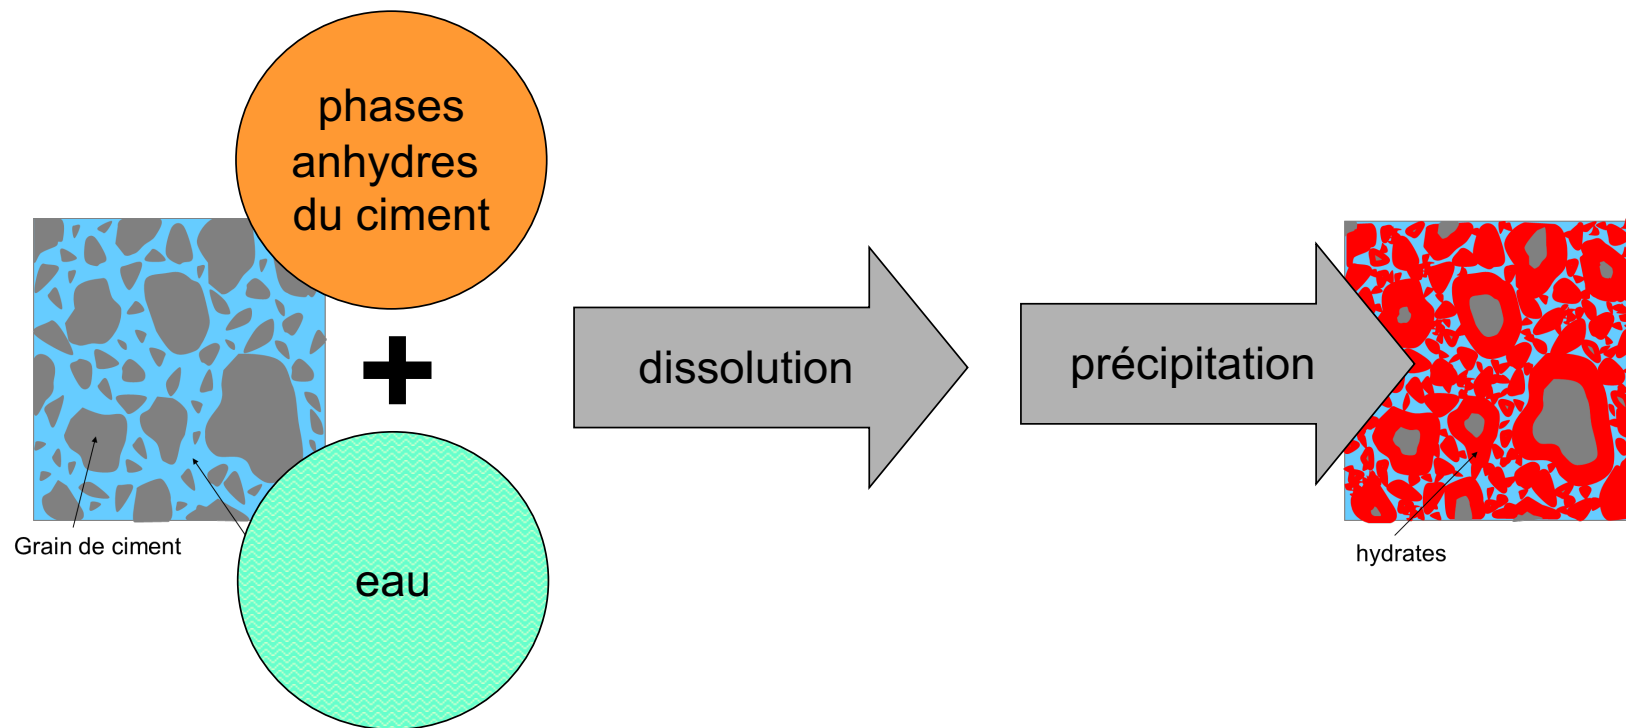 phases
anhydres
du ciment
dissolution
précipitation
Grain de ciment
eau
hydrates